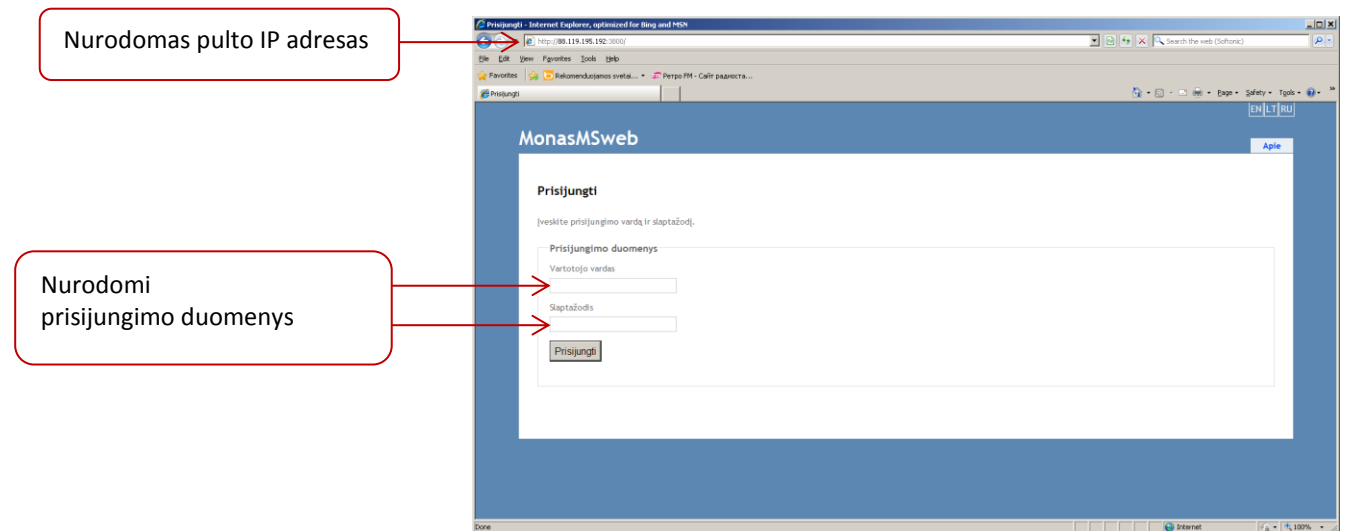 Nurodomas pulto IP adresas
Prisijungti - Internet Explorer, optimized for Bing and MSN
http://88.119.195.192:3000/
Search the web (Softonic)
File Edit View Favorites Tools Help
Favorites Rekomenduojamos svetai... Ретро FM - Сайт радиоста...
Prisijungti
Page Safety Tools
EN LT RU
MonasMSweb
Apie
Prisijungti
Įveskite prisijungimo vardą ir slaptažodį.
Prisijungimo duomenys
Vartotojo vardas
Nurodomi
prisijungimo duomenys
Slaptažodis
Prisijungti
Done
Internet
100%